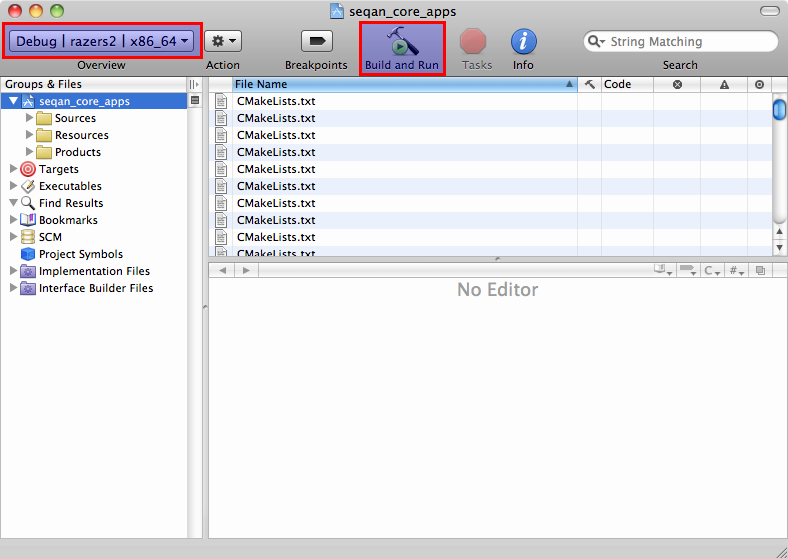 seqan_core_apps
Debug | razers2 | x86_64
String Matching
Overview
Action
Breakpoints
Build and Run
Tasks
Info
Search
Groups & Files
File Name
Code
seqan_core_apps
CMakeLists.txt
Sources
CMakeLists.txt
Resources
CMakeLists.txt
Products
CMakeLists.txt
Targets
CMakeLists.txt
Executables
CMakeLists.txt
Find Results
CMakeLists.txt
Bookmarks
CMakeLists.txt
SCM
CMakeLists.txt
Project Symbols
CMakeLists.txt
Implementation Files
C
#
Interface Builder Files
No Editor